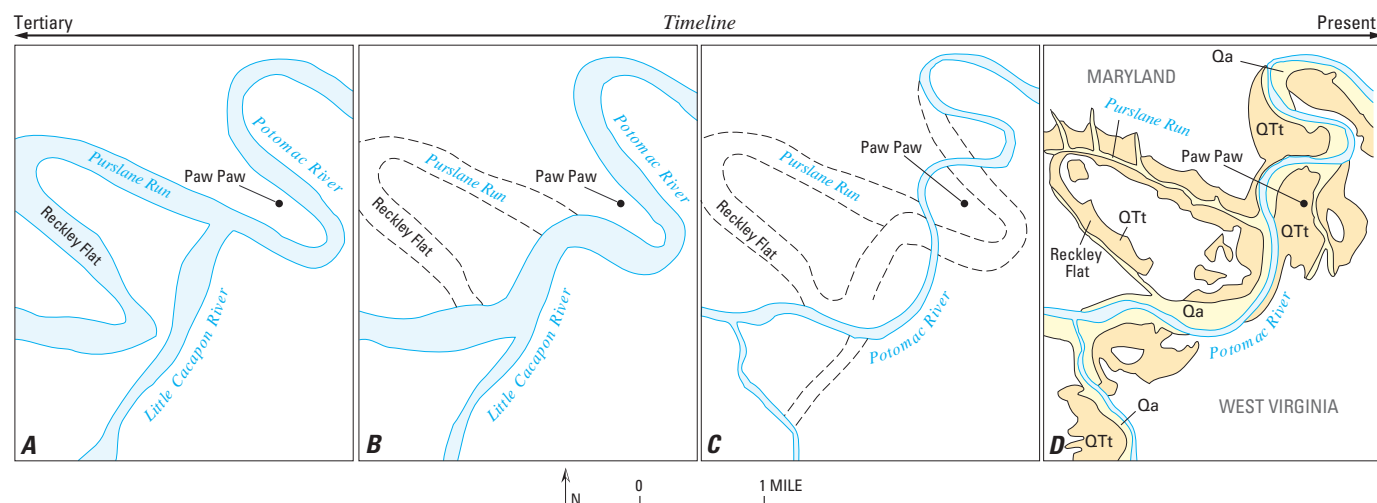 Tertiary
Timeline
Present
Purslane Run
Paw Paw
Potomac River
Reckley Flat
Little Cacapon River
A
Purslane Run
Paw Paw
Potomac River
Reckley Flat
Little Cacapon River
B
Purslane Run
Paw Paw
Reckley Flat
Potomac River
C
Qa
MARYLAND
Purslane Run
QTt
Paw Paw
QTt
QTt
Reckley
Flat
Qa
Potomac River
WEST VIRGINIA
Qa
QTt
D
N
0
1 MILE